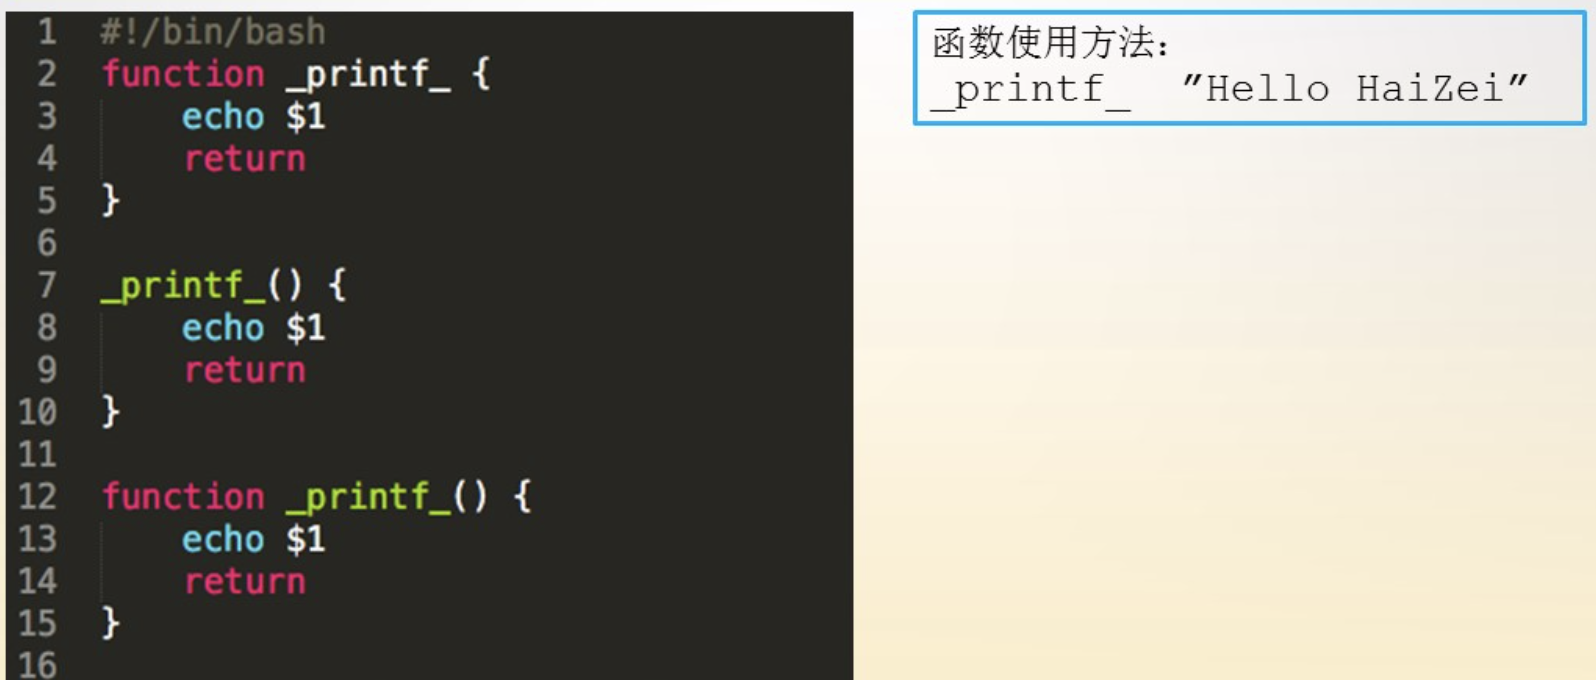 1 #!/bin/bash
2 function _printf_ {
3     echo $1
4     return
5 }
6
7 _printf_() {
8     echo $1
9     return
10 }
11
12 function _printf_() {
13     echo $1
14     return
15 }
16
函数使用方法：
_printf_  "Hello HaiZei"